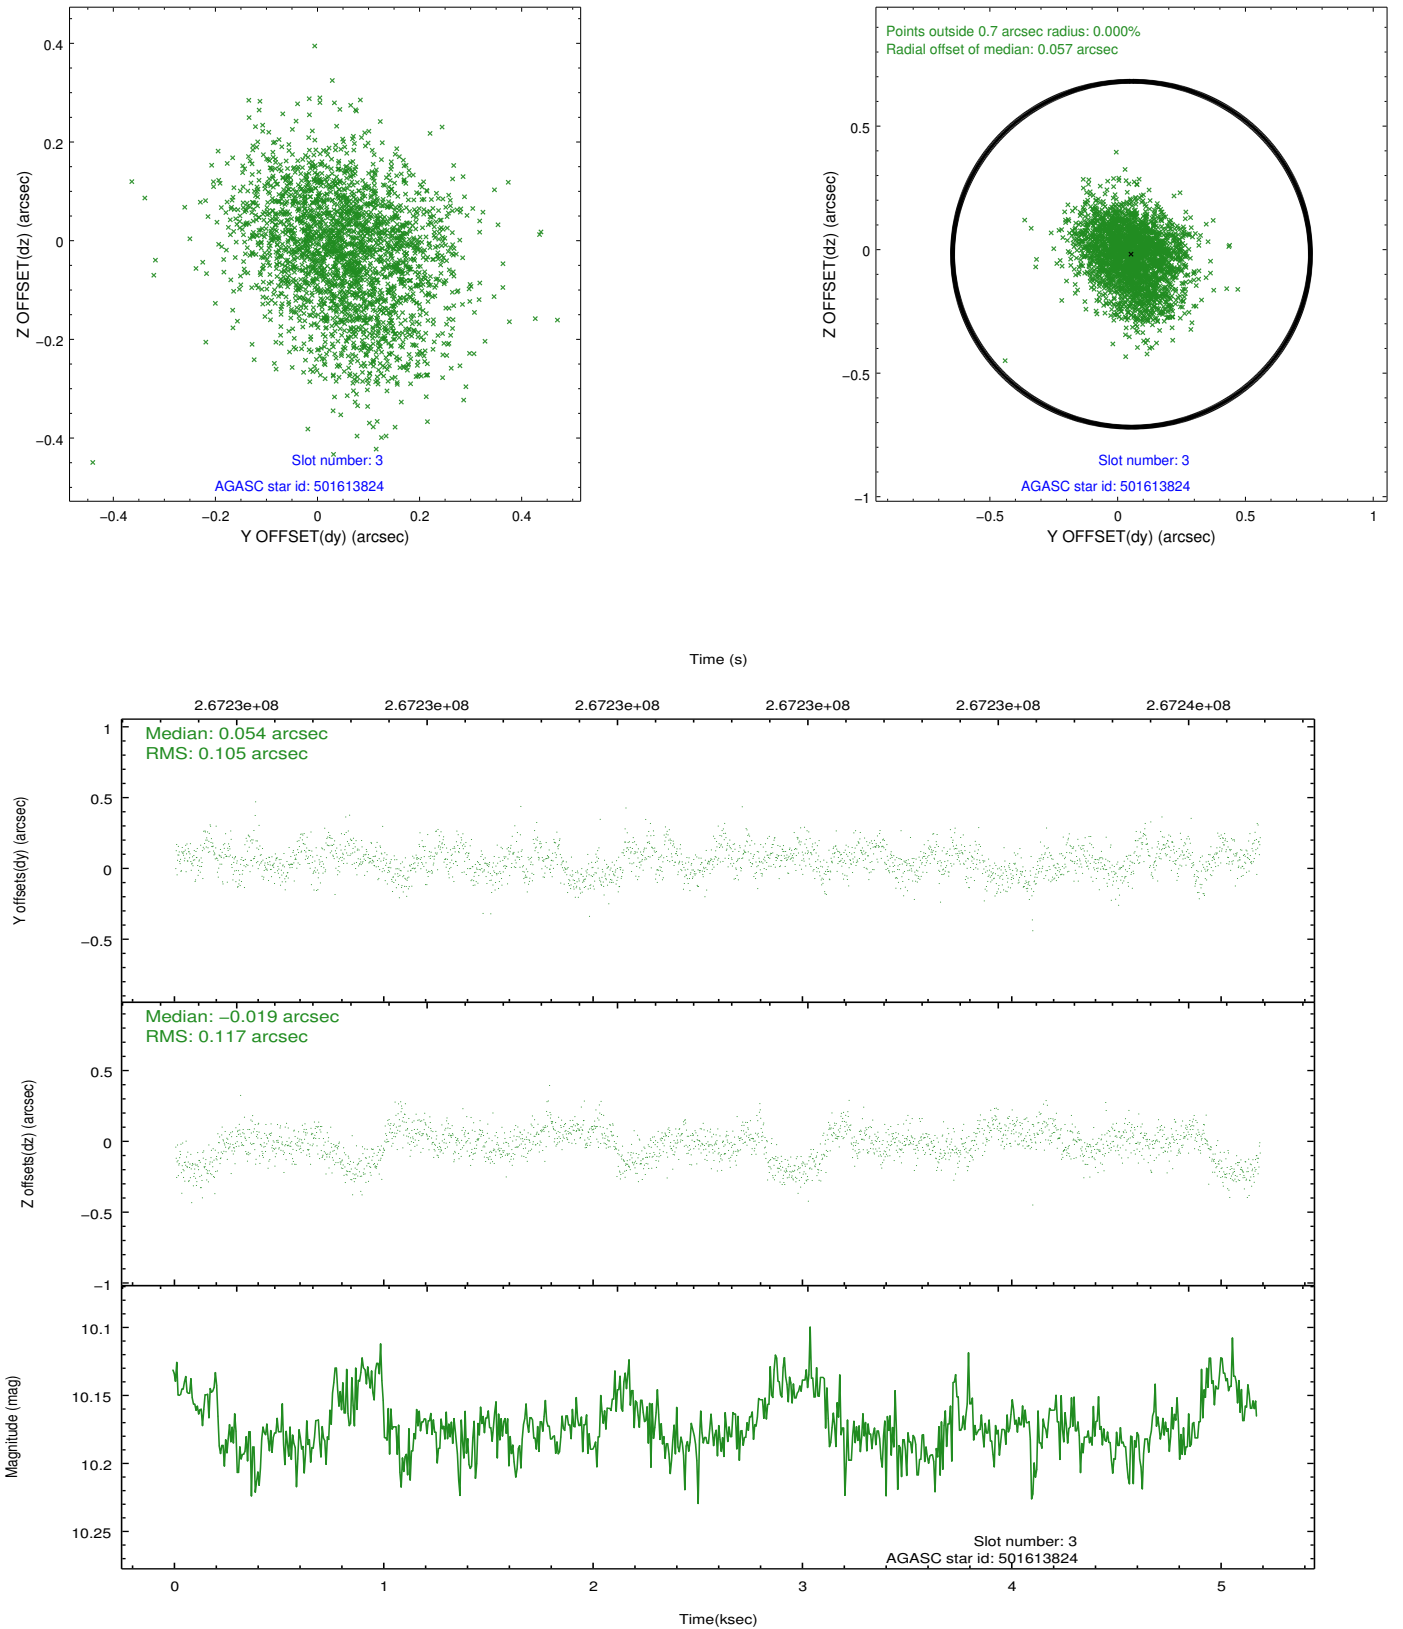 0.4
0.2
0
−0.2
−0.4
Z OFFSET(dz) (arcsec)
Slot number: 3
AGASC star id: 501613824
−0.4 −0.2 0 0.2 0.4
Y OFFSET(dy) (arcsec)
Points outside 0.7 arcsec radius: 0.000%
Radial offset of median: 0.057 arcsec
0.5
0
−0.5
−1
Z OFFSET(dz) (arcsec)
Slot number: 3
AGASC star id: 501613824
−0.5 0 0.5 1
Y OFFSET(dy) (arcsec)
Time (s)
2.6723e+08 2.6723e+08 2.6723e+08 2.6723e+08 2.6723e+08 2.6724e+08
Median: 0.054 arcsec
RMS: 0.105 arcsec
1
0.5
0
−0.5
Y offsets(dy) (arcsec)
Median: −0.019 arcsec
RMS: 0.117 arcsec
0.5
0
−0.5
−1
Z offsets(dz) (arcsec)
10.1
10.15
10.2
10.25
Magnitude (mag)
Slot number: 3
AGASC star id: 501613824
0 1 2 3 4 5
Time(ksec)